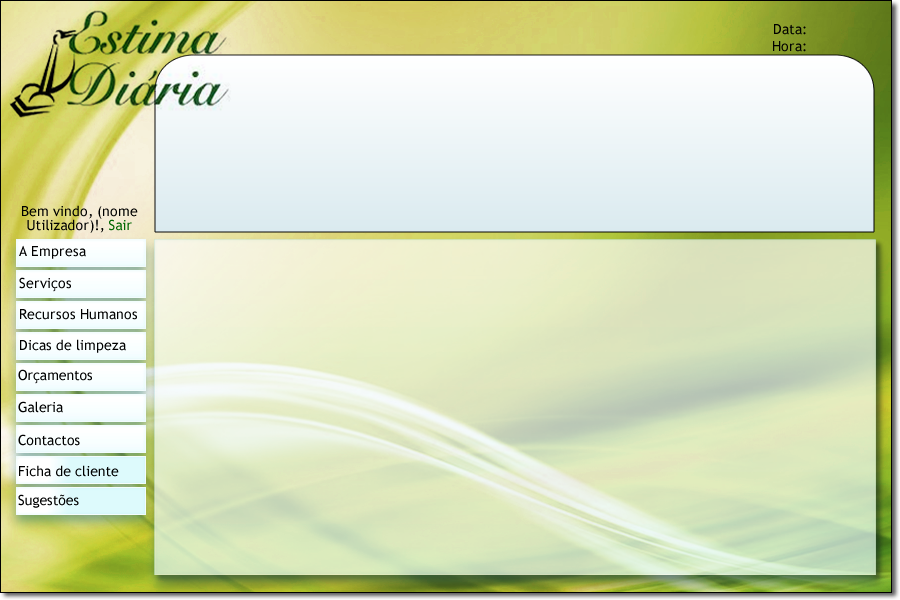 Estima
Diária
Data:
Hora:
Bem vindo, (nome
Utilizador)!, Sair
A Empresa
Serviços
Recursos Humanos
Dicas de limpeza
Orçamentos
Galeria
Contactos
Ficha de cliente
Sugestões